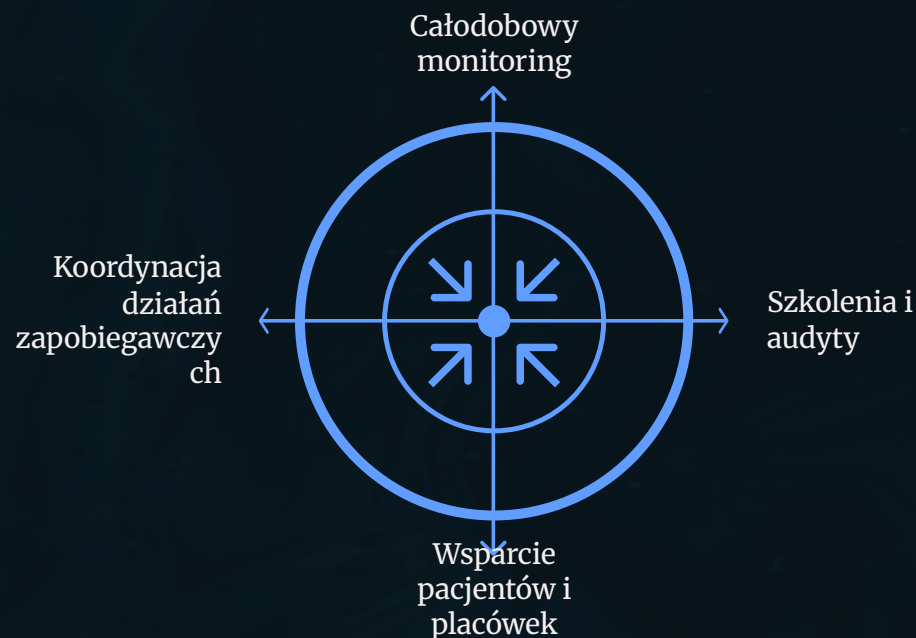 Całodobowy
monitoring
Koordynacja
działań
zapobiegawczy
ch
Szkolenia i
audyty
Wsparcie
pacjentów i
placówek